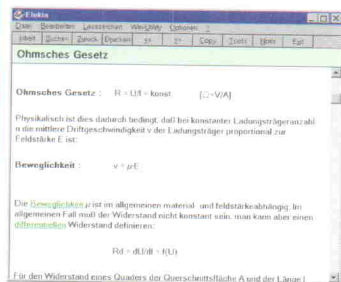 Elekta
Datei Bearbeiten Lesezeichen Optionen ?
Inhalt Suchen Zurück Drucken << >> Copy Tools Note Exit
Ohmsches Gesetz
Ohmsches Gesetz : R = U/I = konst [Ω=V/A]
Physikalisch ist dies dadurch bedingt, daß bei konstanter Ladungsträgeranzahl
n die mittlere Driftgeschwindigkeit v der Ladungsträger proportional zur
Feldstärke E ist:
Beweglichkeit : v = μ·E
Die Beweglichkeit μ ist im allgemeinen material- und feldstärkeabhängig. Im
allgemeinen Fall muß der Widerstand nicht konstant sein, man kann aber einen
differentiellen Widerstand definieren:
Rd = dU/dI = f(U)
Für den Widerstand eines Quaders der Querschnittsfläche A und der Länge l